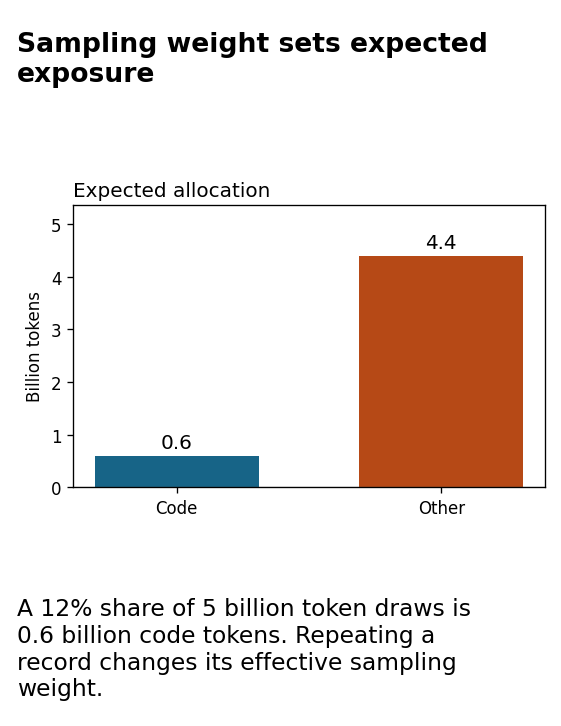 Sampling weight sets expected
exposure
Expected allocation
Billion tokens
5
4
3
2
1
0
0.6
4.4
Code
Other
A 12% share of 5 billion token draws is
0.6 billion code tokens. Repeating a
record changes its effective sampling
weight.